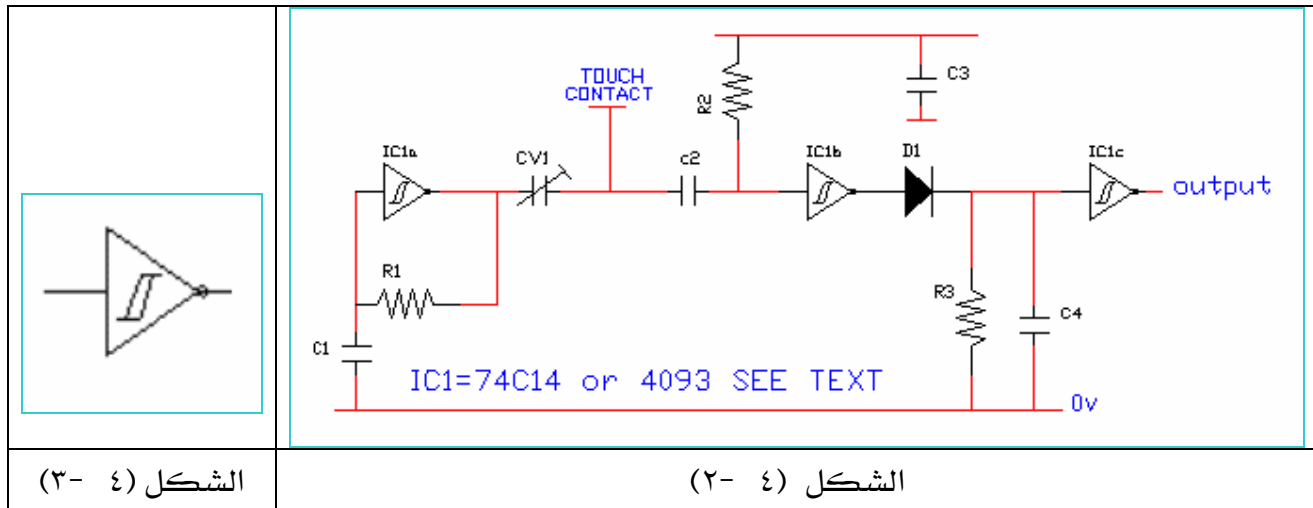 TOUCH
CONTACT
R2
C3
IC1a
CV1
c2
IC1b
D1
IC1c
output
R1
R3
C4
C1
IC1=74C14 or 4093 SEE TEXT
0v
الشكل (٤ -٢)
الشكل (٤ -٣)